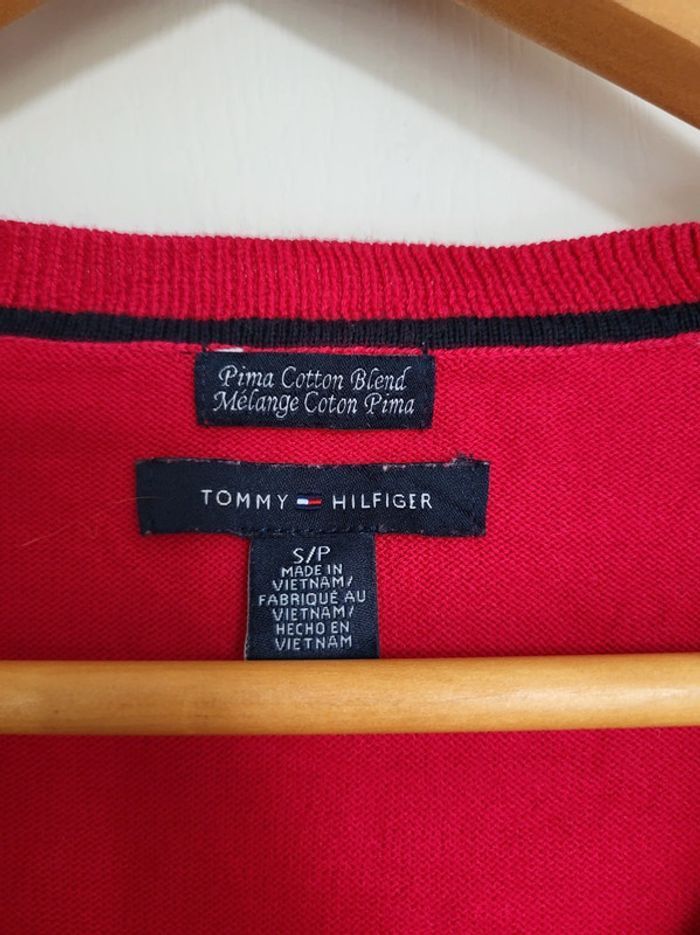 Pima Cotton Blend
Mélange Coton Pima
TOMMY HILFIGER
S/P
MADE IN
VIETNAM/
FABRIQUÉ AU
VIETNAM/
HECHO EN
VIETNAM